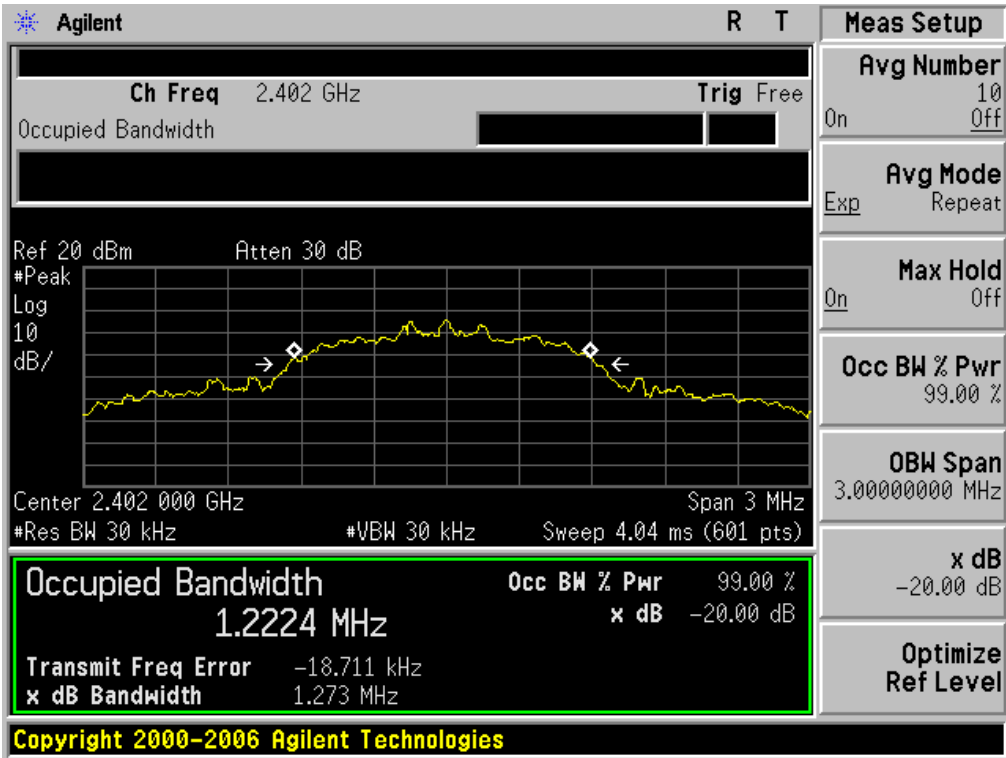 Agilent R T
Ch Freq 2.402 GHz Trig Free
Occupied Bandwidth
Ref 20 dBm Atten 30 dB
#Peak
Log
10
dB/
Center 2.402 000 GHz Span 3 MHz
#Res BW 30 kHz #VBW 30 kHz Sweep 4.04 ms (601 pts)
Occupied Bandwidth Occ BW % Pwr 99.00 %
1.2224 MHz x dB -20.00 dB
Transmit Freq Error -18.711 kHz
x dB Bandwidth 1.273 MHz
Copyright 2000-2006 Agilent Technologies
Meas Setup
Avg Number
10
On Off
Avg Mode
Exp Repeat
Max Hold
On Off
Occ BW % Pwr
99.00 %
OBW Span
3.00000000 MHz
x dB
-20.00 dB
Optimize
Ref Level